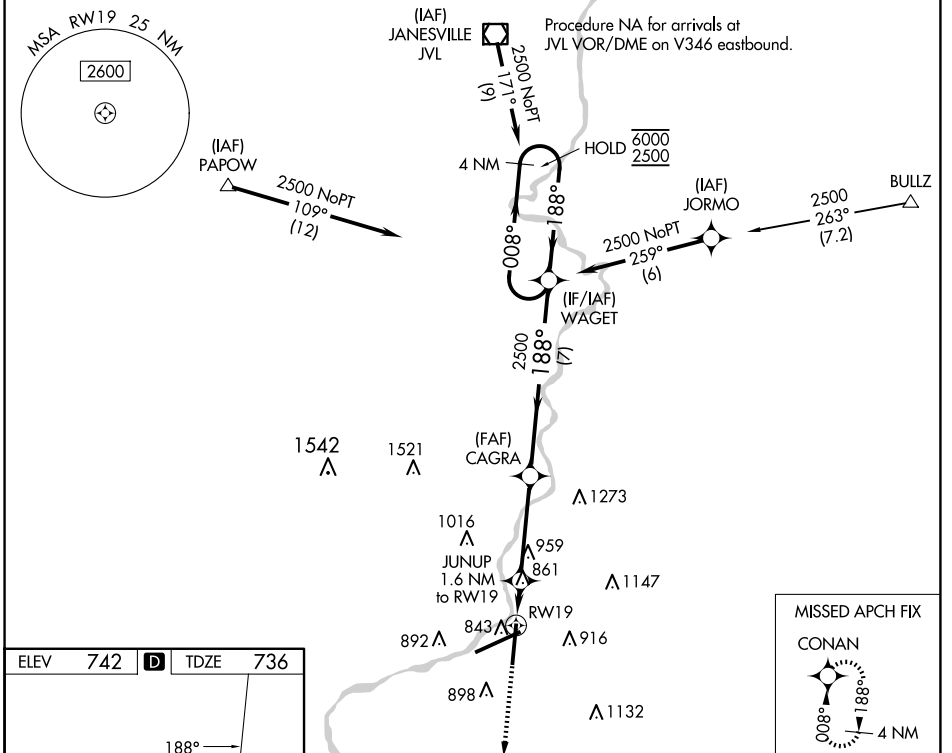 MSA RW19 25 NM
2600
(IAF)
JANESVILLE
JVL
Procedure NA for arrivals at
JVL VOR/DME on V346 eastbound.
2500 NoPT
171°
(9)
(IAF)
PAPOW
2500 NoPT
109°
(12)
4 NM
HOLD 6000
2500
188°
008°
(IAF)
JORMO
BULLZ
2500
263°
(7.2)
2500 NoPT
259°
(6)
(IF/IAF)
WAGET
2500
188°
(7)
1542
1521
(FAF)
CAGRA
1273
1016
959
JUNUP
1.6 NM
to RW19
861
1147
RW19
843
892
916
898
1132
MISSED APCH FIX
CONAN
188°
008°
4 NM
ELEV 742 D TDZE 736
188°